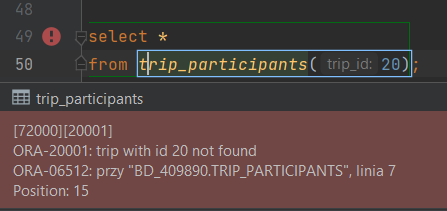 48
49 select *
50 from trip_participants( trip_id: 20);
trip_participants
[72000][20001]
ORA-20001: trip with id 20 not found
ORA-06512: przy "BD_409890.TRIP_PARTICIPANTS", linia 7
Position: 15